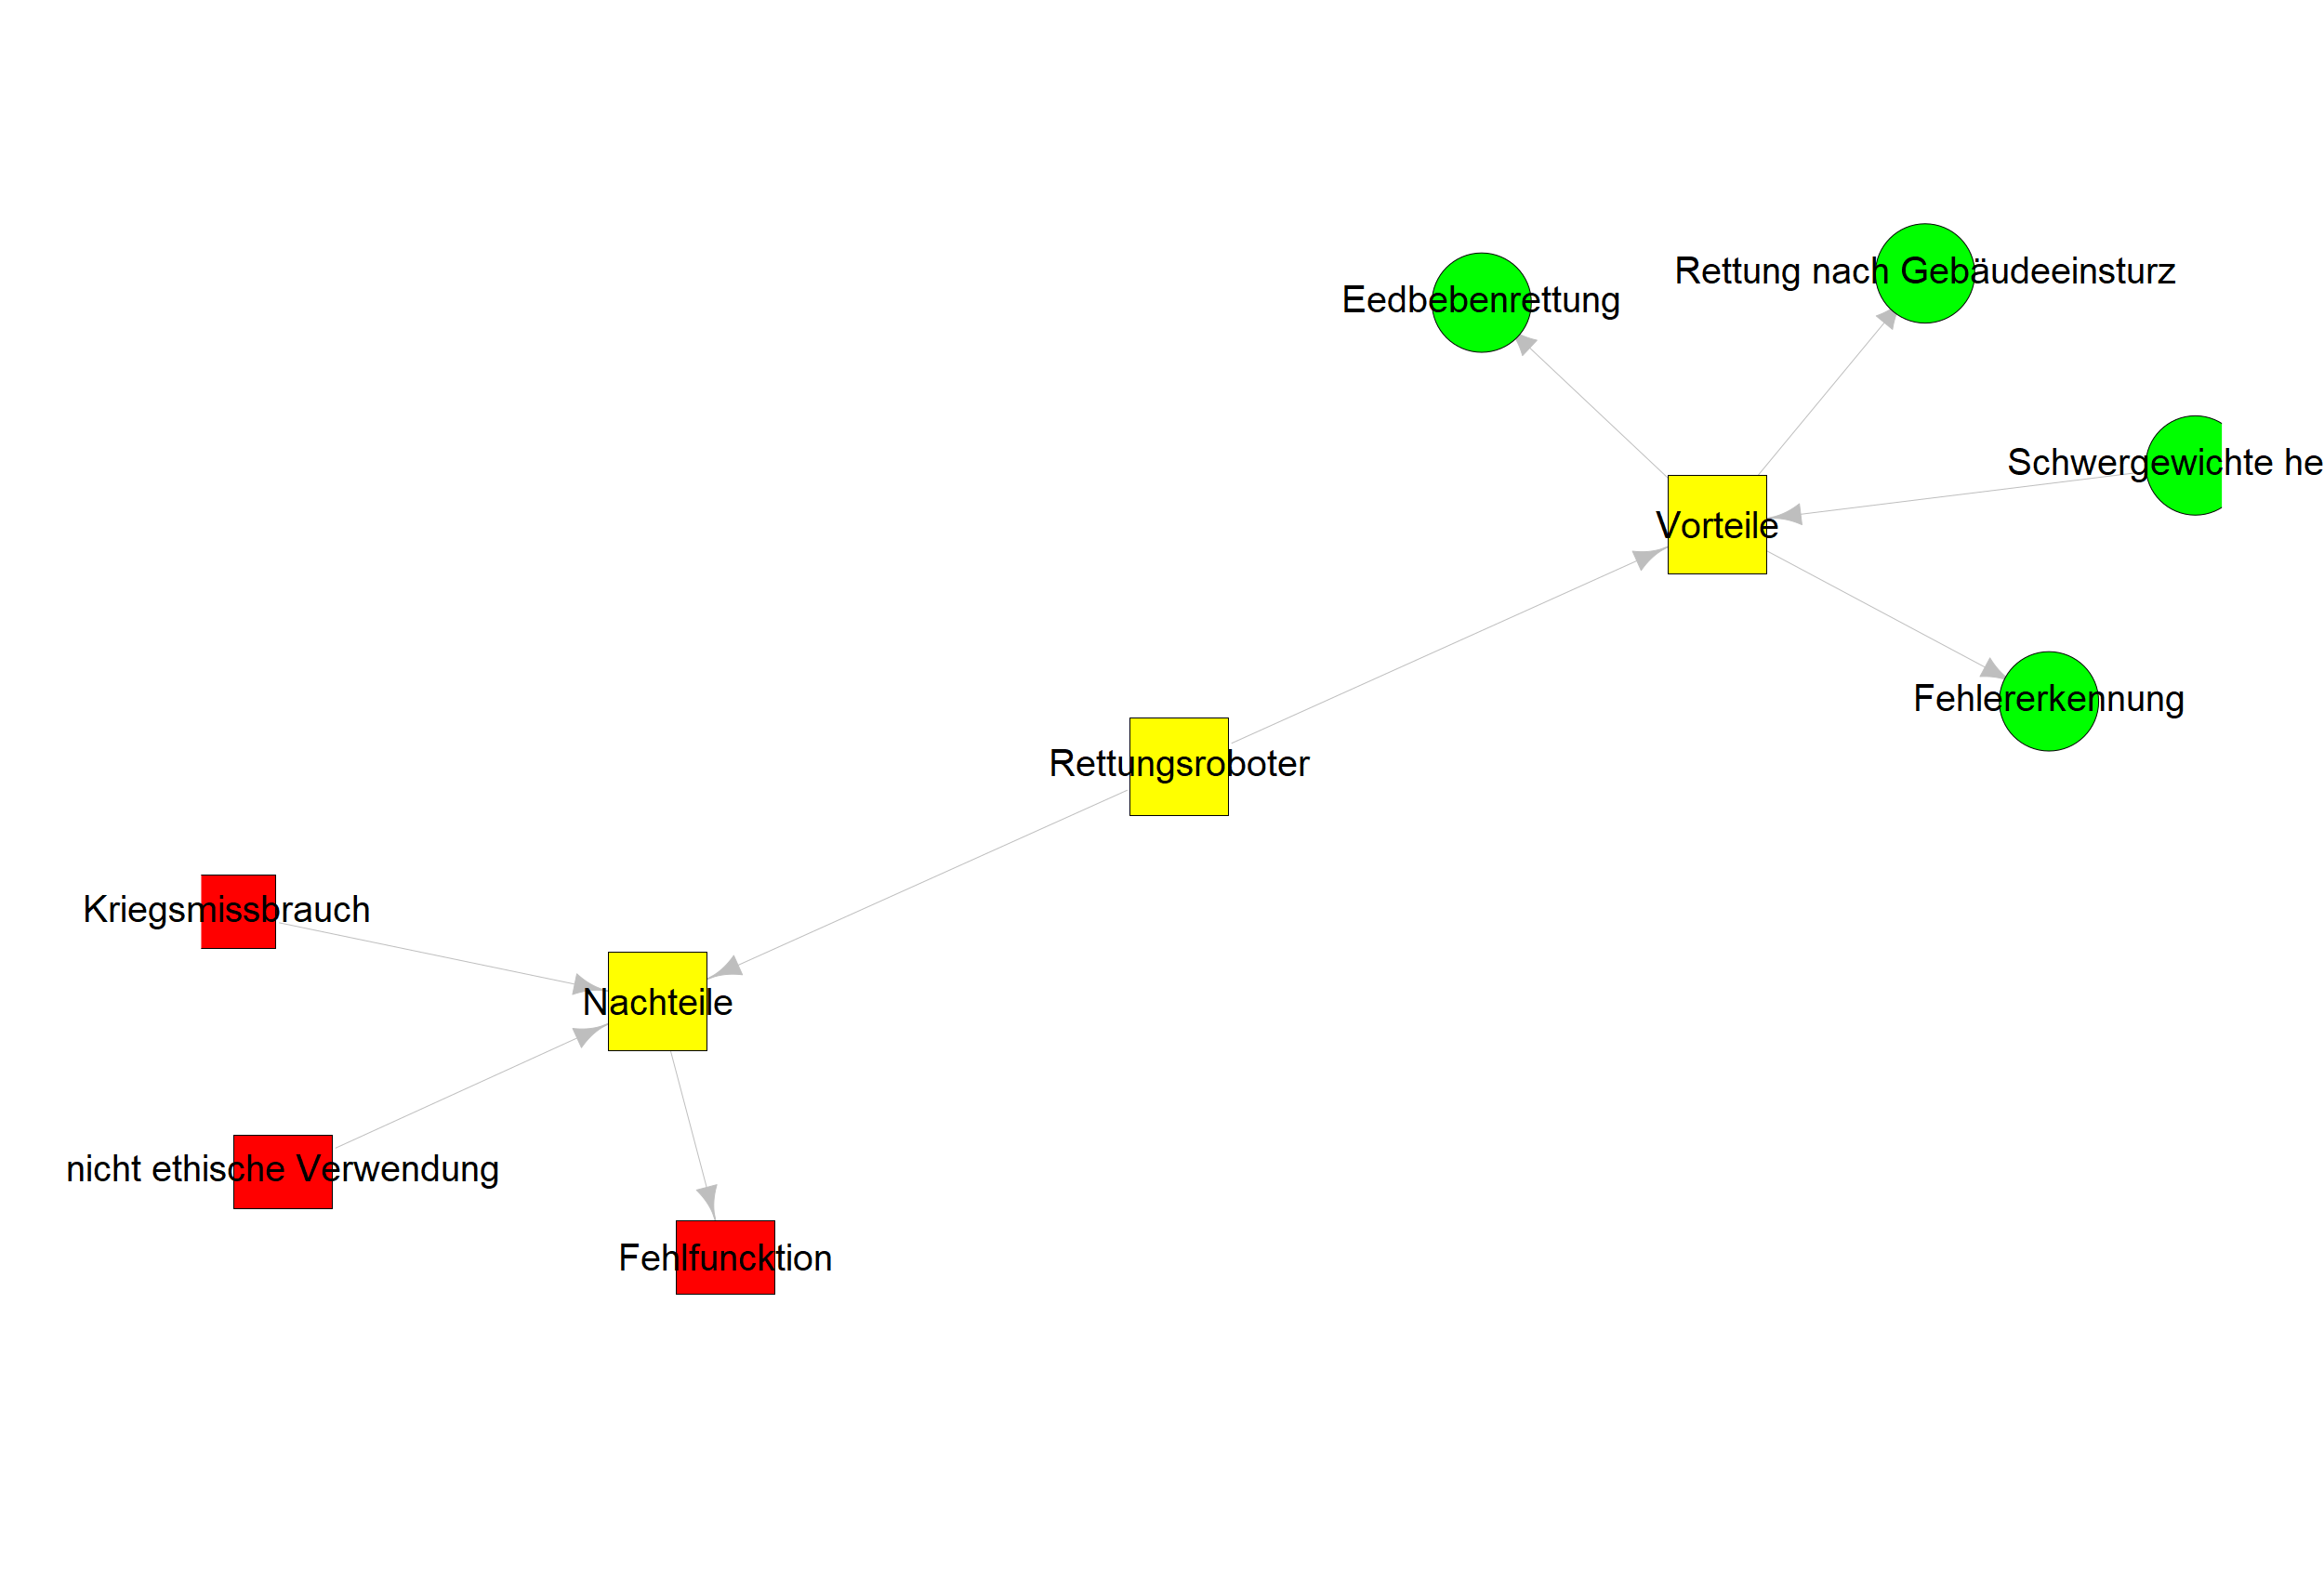 Rettung nach Gebäudeeinsturz
Eedbebenrettung
Schwergewichte he
Vorteile
Fehlererkennung
Rettungsroboter
Kriegsmissbrauch
Nachteile
nicht ethische Verwendung
Fehlfuncktion